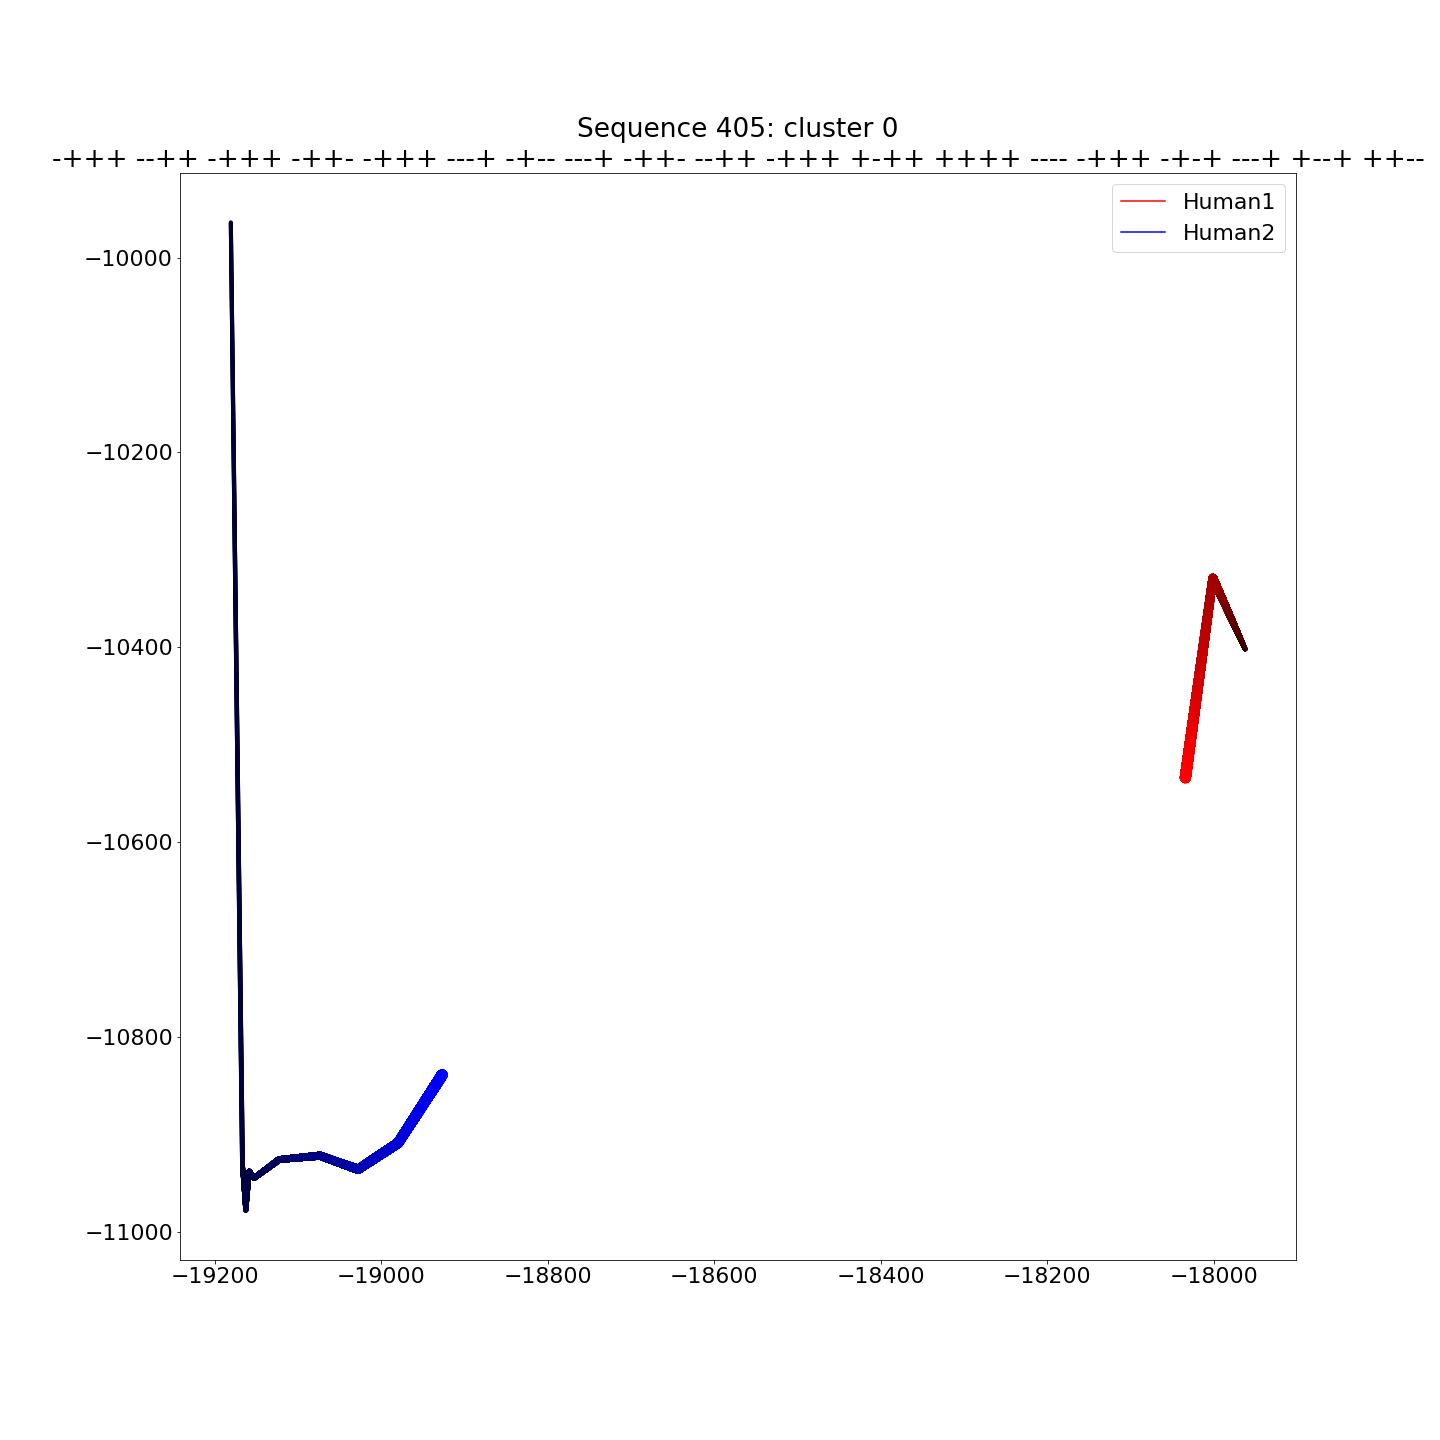 Sequence 405: cluster 0
-+++ --++ -+++ -++- -+++ ---+ -+-- ---+ -++- --++ -+++ +-++ ++++ ---- -+++ -+-+ ---+ +--+ ++--
Human1
Human2
−10000
−10200
−10400
−10600
−10800
−11000
−19200 −19000 −18800 −18600 −18400 −18200 −18000